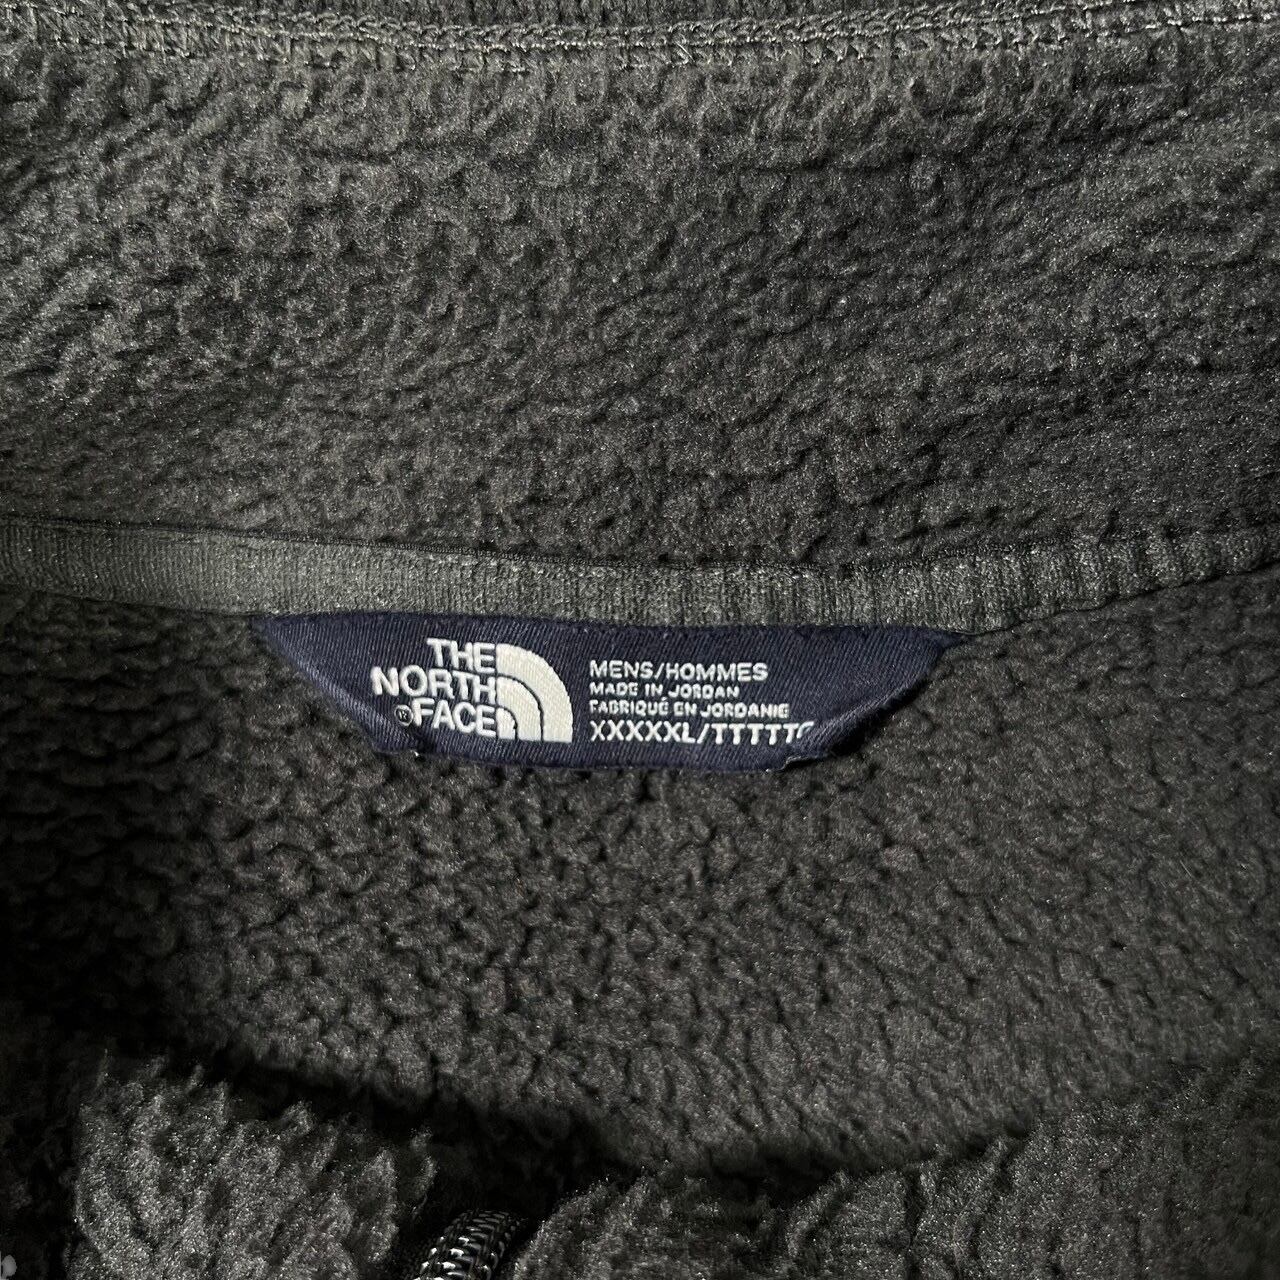 THE
NORTH
FACE
MENS/HOMMES
MADE IN JORDAN
FABRIQUÉ EN JORDANIE
XXXXXL/TTTTTG